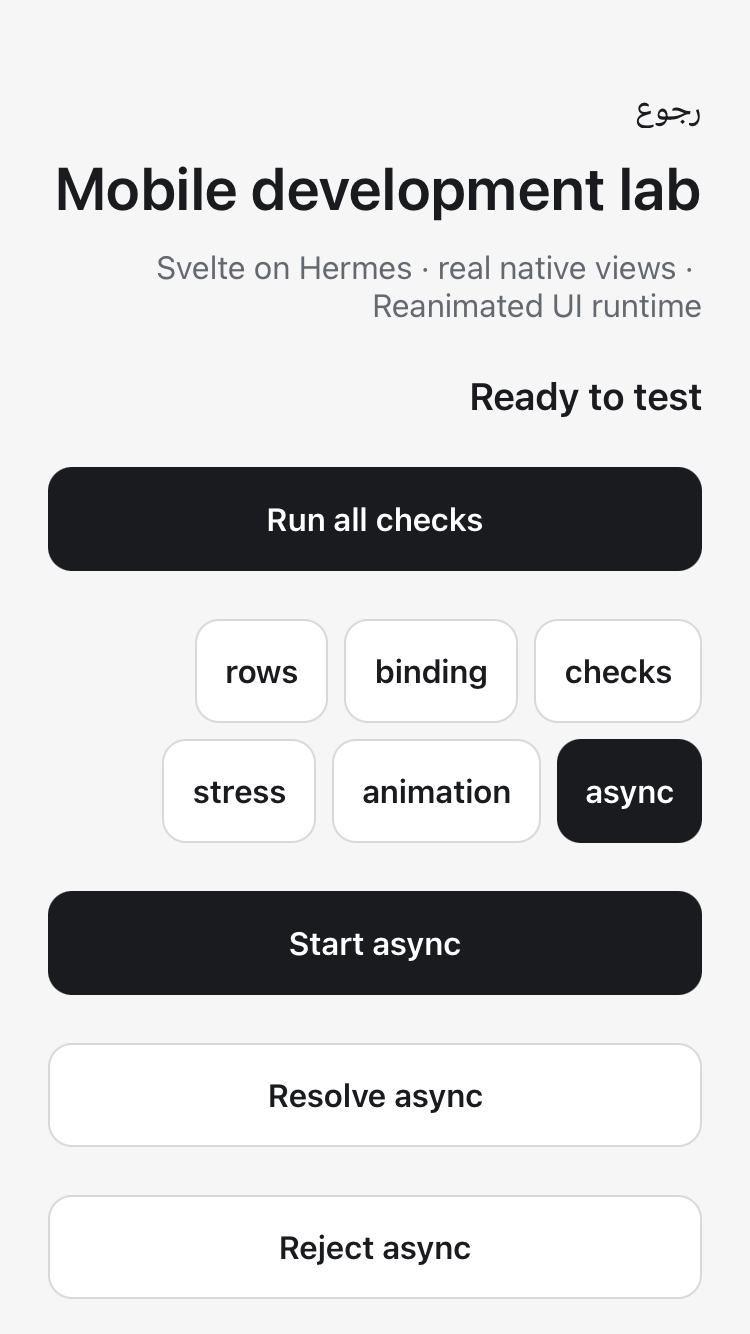 رجوع
Mobile development lab
Svelte on Hermes · real native views ·
Reanimated UI runtime
Ready to test
Run all checks
checks binding rows
async animation stress
Start async
Resolve async
Reject async